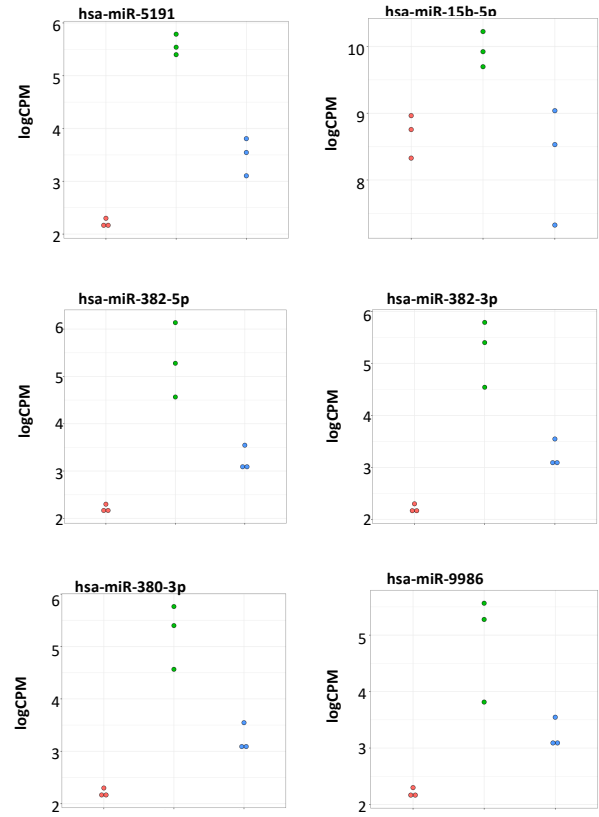 hsa-miR-5191
6
5
4
3
2
logCPM
hsa-miR-15b-5p
10
9
8
logCPM
hsa-miR-382-5p
6
5
4
3
2
logCPM
hsa-miR-382-3p
6
5
4
3
2
logCPM
hsa-miR-380-3p
6
5
4
3
2
logCPM
hsa-miR-9986
5
4
3
2
logCPM